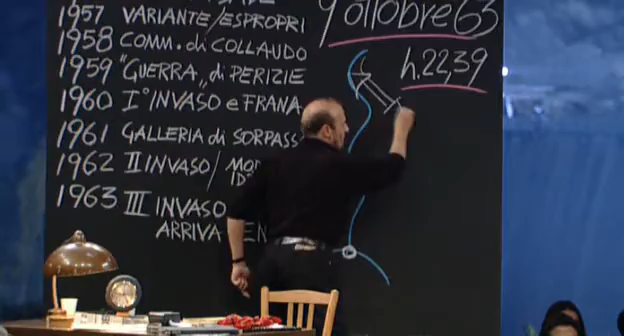 1957 VARIANTE/ESPROPRI
1958 COMM. di COLLAUDO
1959 "GUERRA" di PERIZIE
1960 I° INVASO e FRANA
1961 GALLERIA di SORPASS
1962 II INVASO/
1963 III INVASO
ARRIVA
9 ottobre 63
h. 22,39